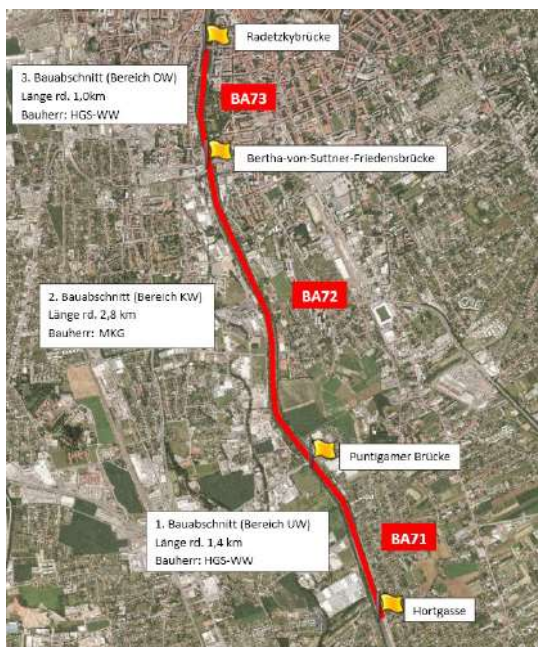 Radetzkybrücke
3. Bauabschnitt (Bereich OW)
Länge rd. 1,0km
Bauherr: HGS-WW
BA73
Bertha-von-Suttner-Friedensbrücke
2. Bauabschnitt (Bereich KW)
Länge rd. 2,8 km
Bauherr: MKG
BA72
Puntigamer Brücke
1. Bauabschnitt (Bereich UW)
Länge rd. 1,4 km
Bauherr: HGS-WW
BA71
Hortgasse